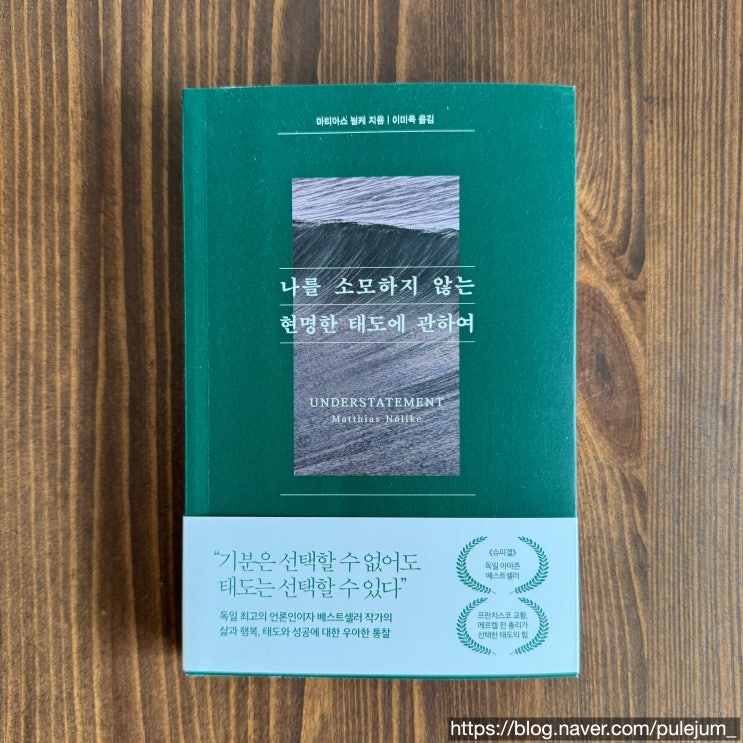 마티아스 뇔케 지음 | 이미옥 옮김
나를 소모하지 않는
현명한 태도에 관하여
UNDERSTATEMENT
Matthias Nöllke
“기분은 선택할 수 없어도
태도는 선택할 수 있다”
독일 최고의 언론인이자 베스트셀러 작가의
삶과 행복, 태도와 성공에 대한 우아한 통찰
《슈피겔》
독일 아마존
베스트셀러
프란치스코 교황,
메르켈 전 총리가
선택한 태도의 힘
https://blog.naver.com/pulejum_